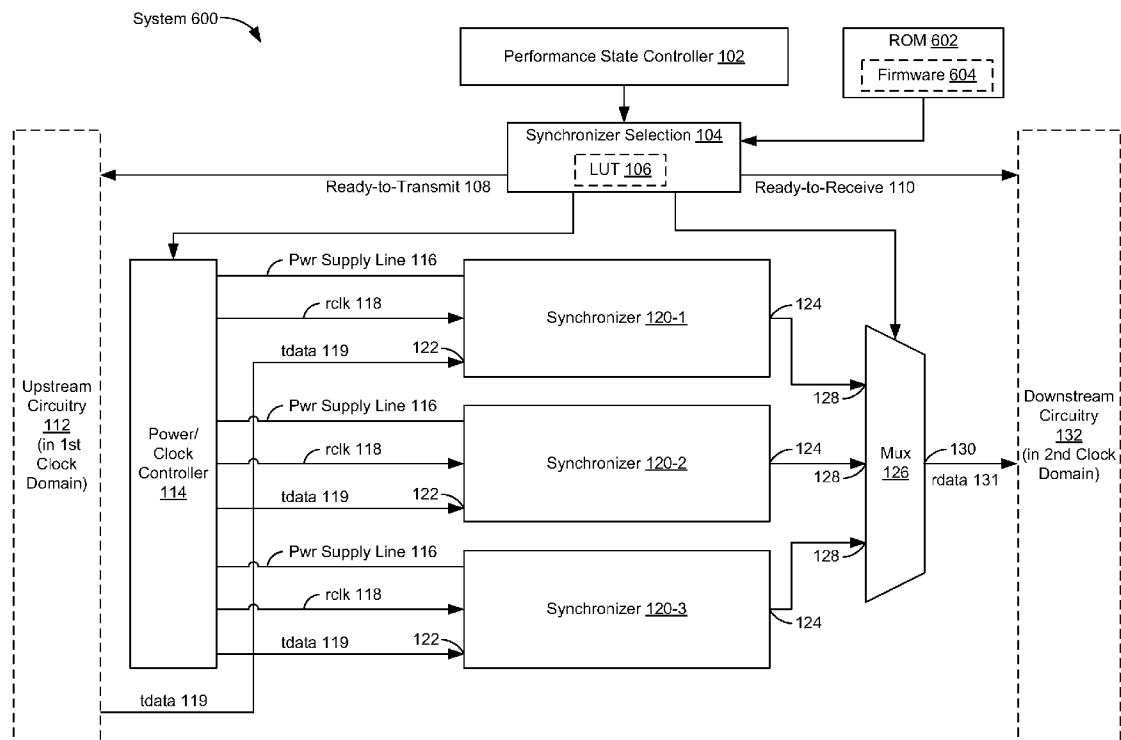 System 600
Performance State Controller 102
ROM 602
Firmware 604
Synchronizer Selection 104
LUT 106
Ready-to-Transmit 108
Ready-to-Receive 110
Upstream
Circuitry
112
(in 1st
Clock
Domain)
Power/
Clock
Controller
114
Pwr Supply Line 116
rclk 118
tdata 119
122
Synchronizer 120-1
124
128
Pwr Supply Line 116
rclk 118
tdata 119
122
Synchronizer 120-2
124
128
Pwr Supply Line 116
rclk 118
tdata 119
122
Synchronizer 120-3
124
128
Mux
126
130
rdata 131
Downstream
Circuitry
132
(in 2nd Clock
Domain)
tdata 119